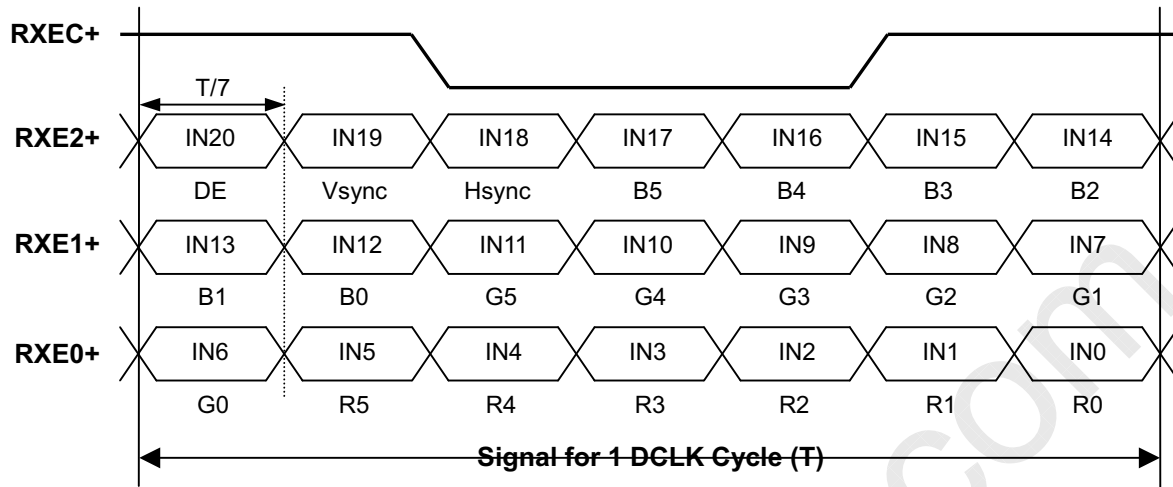 RXEC+
T/7
RXE2+ IN20 IN19 IN18 IN17 IN16 IN15 IN14
DE Vsync Hsync B5 B4 B3 B2
RXE1+ IN13 IN12 IN11 IN10 IN9 IN8 IN7
B1 B0 G5 G4 G3 G2 G1
RXE0+ IN6 IN5 IN4 IN3 IN2 IN1 IN0
G0 R5 R4 R3 R2 R1 R0
Signal for 1 DCLK Cycle (T)
com